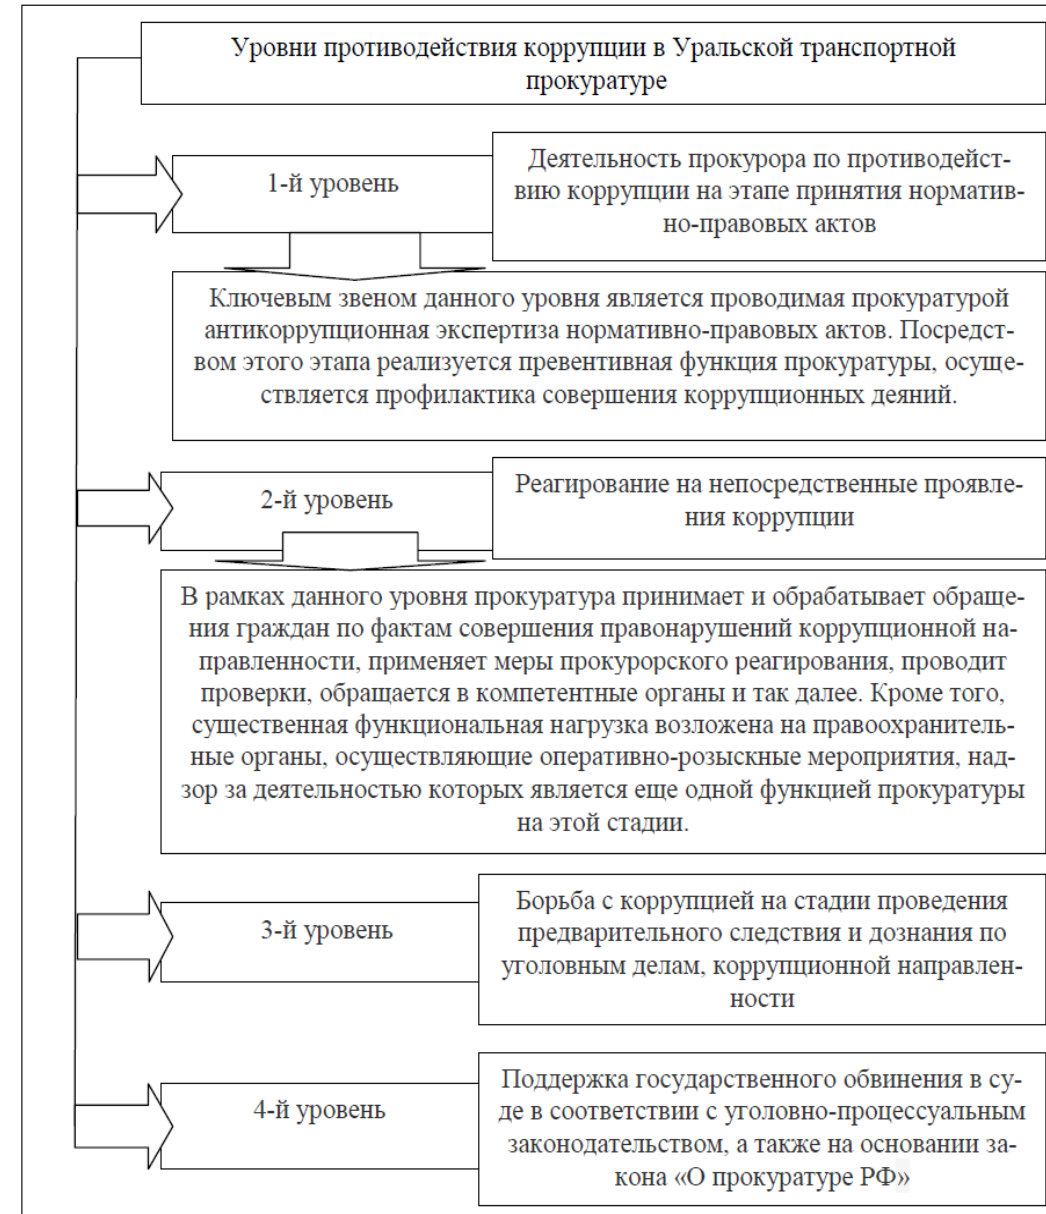 Уровни противодействия коррупции в Уральской транспортной
прокуратуре
1-й уровень
Деятельность прокурора по противодейст-
вию коррупции на этапе принятия норматив-
но-правовых актов
Ключевым звеном данного уровня является проводимая прокуратурой
антикоррупционная экспертиза нормативно-правовых актов. Посредст-
вом этого этапа реализуется превентивная функция прокуратуры, осуще-
ствляется профилактика совершения коррупционных деяний.
2-й уровень
Реагирование на непосредственные проявле-
ния коррупции
В рамках данного уровня прокуратура принимает и обрабатывает обраще-
ния граждан по фактам совершения правонарушений коррупционной на-
правленности, применяет меры прокурорского реагирования, проводит
проверки, обращается в компетентные органы и так далее. Кроме того,
существенная функциональная нагрузка возложена на правоохранитель-
ные органы, осуществляющие оперативно-розыскные мероприятия, над-
зор за деятельностью которых является еще одной функцией прокуратуры
на этой стадии.
3-й уровень
Борьба с коррупцией на стадии проведения
предварительного следствия и дознания по
уголовным делам, коррупционной направлен-
ности
4-й уровень
Поддержка государственного обвинения в су-
де в соответствии с уголовно-процессуальным
законодательством, а также на основании за-
кона «О прокуратуре РФ»